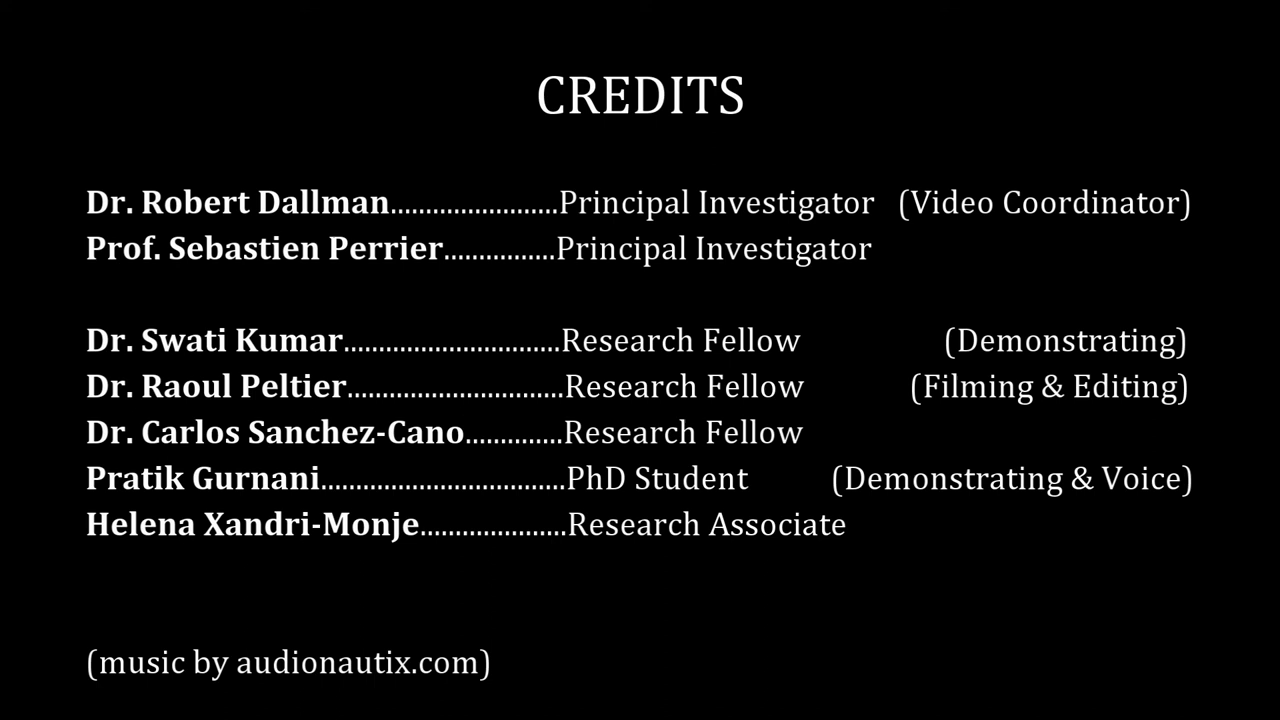 CREDITS
Dr. Robert Dallman........................Principal Investigator (Video Coordinator)
Prof. Sebastien Perrier................Principal Investigator
Dr. Swati Kumar...............................Research Fellow (Demonstrating)
Dr. Raoul Peltier...............................Research Fellow (Filming & Editing)
Dr. Carlos Sanchez-Cano..............Research Fellow
Pratik Gurnani...................................PhD Student (Demonstrating & Voice)
Helena Xandri-Monje.....................Research Associate
(music by audionautix.com)